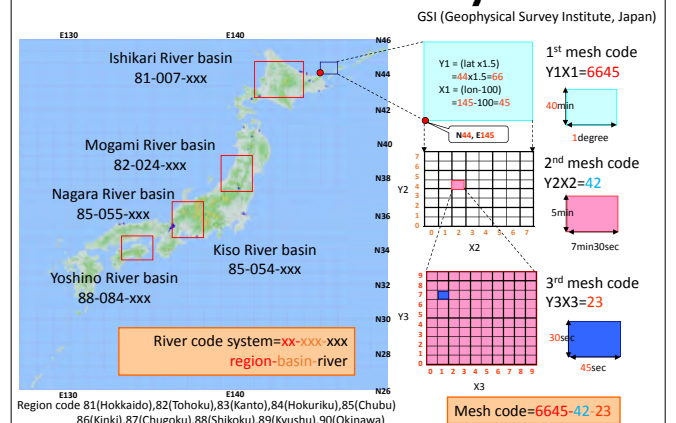 GSI (Geophysical Survey Institute, Japan)
E130
E140
N46
N44
N42
N40
N38
N36
N34
N32
N30
N28
N26
E130
E140
Ishikari River basin
81-007-xxx
Mogami River basin
82-024-xxx
Nagara River basin
85-055-xxx
Kiso River basin
85-054-xxx
Yoshino River basin
88-084-xxx
River code system=xx-xxx-xxx
region-basin-river
Region code 81(Hokkaido),82(Tohoku),83(Kanto),84(Hokuriku),85(Chubu)
86(Kinki),87(Chugoku),88(Shikoku),89(Kyushu),90(Okinawa)
Y1 = (lat x1.5)
=44x1.5=66
X1 = (lon-100)
=145-100=45
N44, E145
1st mesh code
Y1X1=6645
40min
1degree
7
6
5
4
3
2
1
0
Y2
0 1 2 3 4 5 6 7
X2
2nd mesh code
Y2X2=42
5min
7min30sec
9
8
7
6
5
4
3
2
1
0
Y3
0 1 2 3 4 5 6 7 8 9
X3
3rd mesh code
Y3X3=23
30sec
45sec
Mesh code=6645-42-23